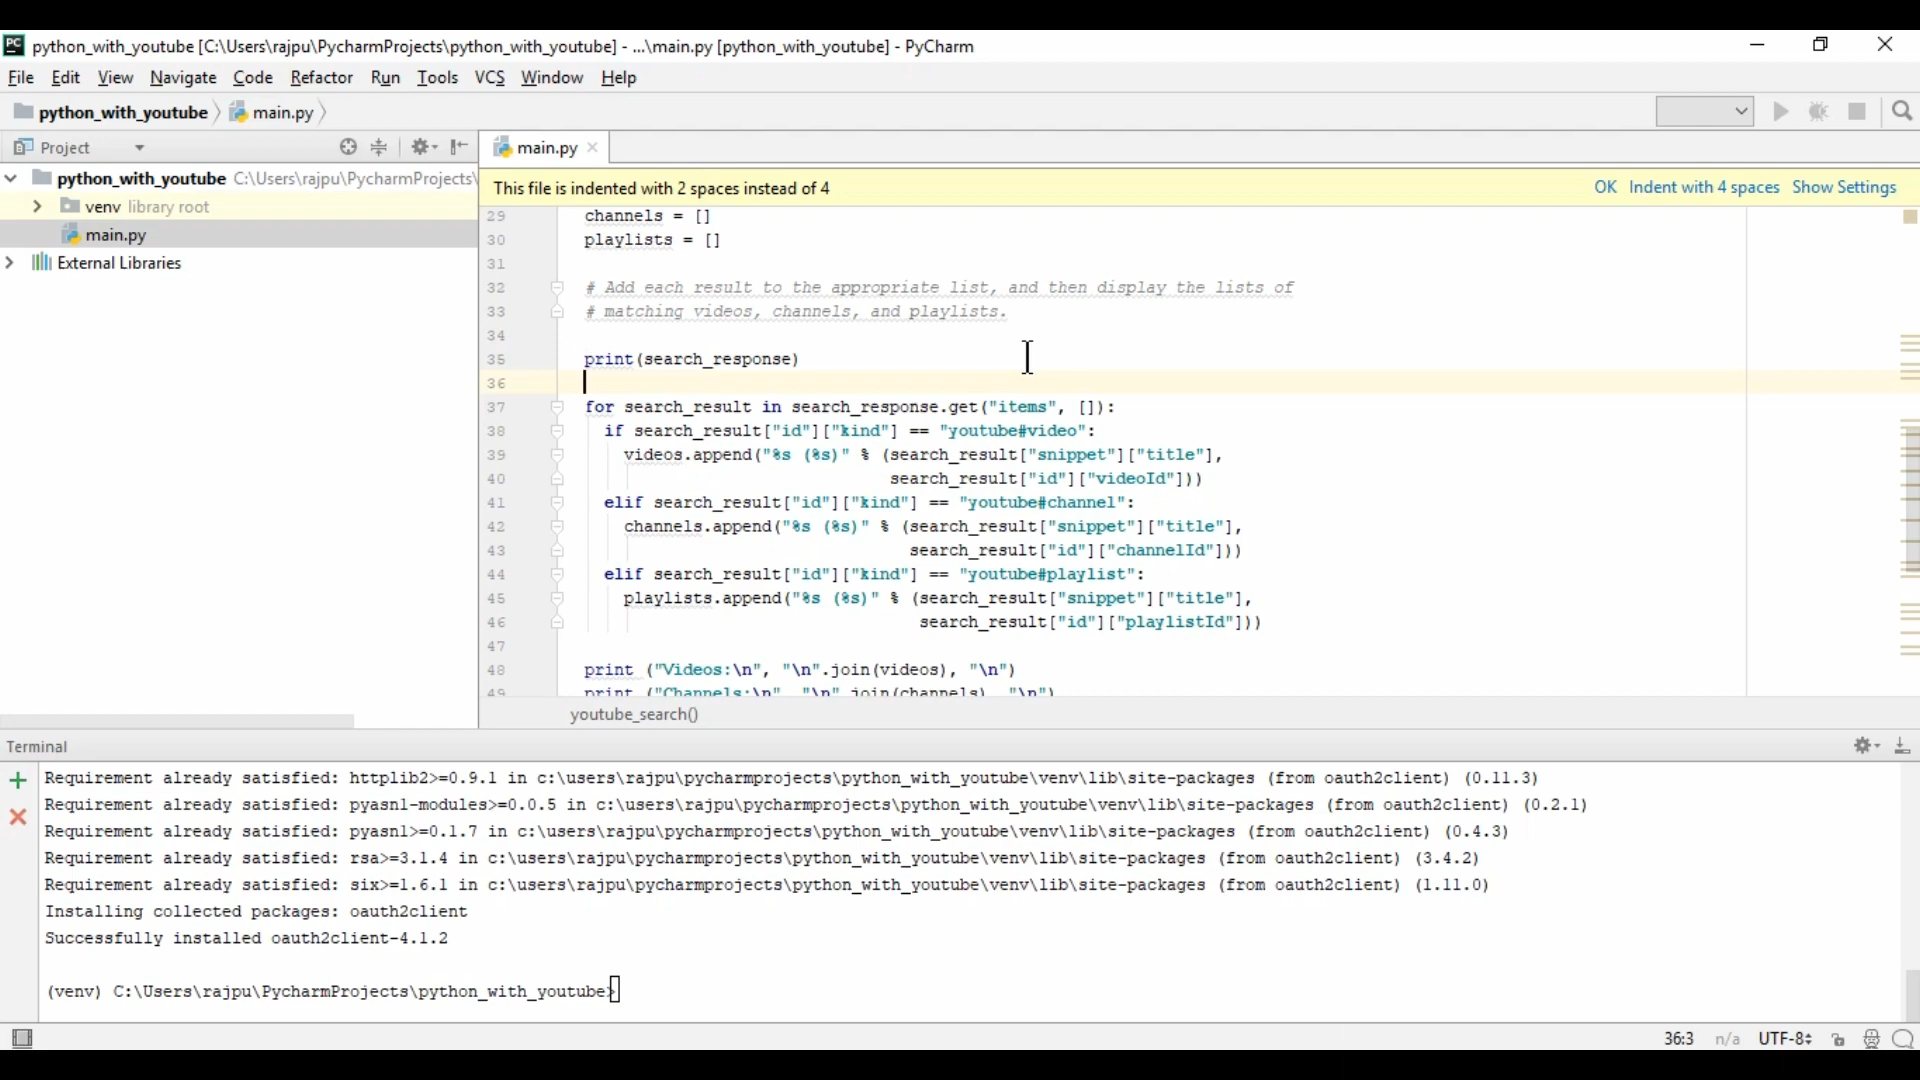 python_with_youtube [C:\Users\rajpu\PycharmProjects\python_with_youtube] - ...\main.py [python_with_youtube] - PyCharm
File Edit View Navigate Code Refactor Run Tools VCS Window Help
python_with_youtube main.py
Project
main.py
python_with_youtube C:\Users\rajpu\PycharmProjects\
venv library root
main.py
External Libraries
This file is indented with 2 spaces instead of 4 OK Indent with 4 spaces Show Settings
29 channels = []
30 playlists = []
31
32 # Add each result to the appropriate list, and then display the lists of
33 # matching videos, channels, and playlists.
34
35 print(search_response)
36
37 for search_result in search_response.get("items", []):
38 if search_result["id"]["kind"] == "youtube#video":
39 videos.append("%s (%s)" % (search_result["snippet"]["title"],
40 search_result["id"]["videoId"]))
41 elif search_result["id"]["kind"] == "youtube#channel":
42 channels.append("%s (%s)" % (search_result["snippet"]["title"],
43 search_result["id"]["channelId"]))
44 elif search_result["id"]["kind"] == "youtube#playlist":
45 playlists.append("%s (%s)" % (search_result["snippet"]["title"],
46 search_result["id"]["playlistId"]))
47
48 print ("Videos:\n", "\n".join(videos), "\n")
49 print ("Channels:\n", "\n".join(channels), "\n")
youtube_search()
Terminal
Requirement already satisfied: httplib2>=0.9.1 in c:\users\rajpu\pycharmprojects\python_with_youtube\venv\lib\site-packages (from oauth2client) (0.11.3)
Requirement already satisfied: pyasn1-modules>=0.0.5 in c:\users\rajpu\pycharmprojects\python_with_youtube\venv\lib\site-packages (from oauth2client) (0.2.1)
Requirement already satisfied: pyasn1>=0.1.7 in c:\users\rajpu\pycharmprojects\python_with_youtube\venv\lib\site-packages (from oauth2client) (0.4.3)
Requirement already satisfied: rsa>=3.1.4 in c:\users\rajpu\pycharmprojects\python_with_youtube\venv\lib\site-packages (from oauth2client) (3.4.2)
Requirement already satisfied: six>=1.6.1 in c:\users\rajpu\pycharmprojects\python_with_youtube\venv\lib\site-packages (from oauth2client) (1.11.0)
Installing collected packages: oauth2client
Successfully installed oauth2client-4.1.2
(venv) C:\Users\rajpu\PycharmProjects\python_with_youtube>
36:3 n/a UTF-8